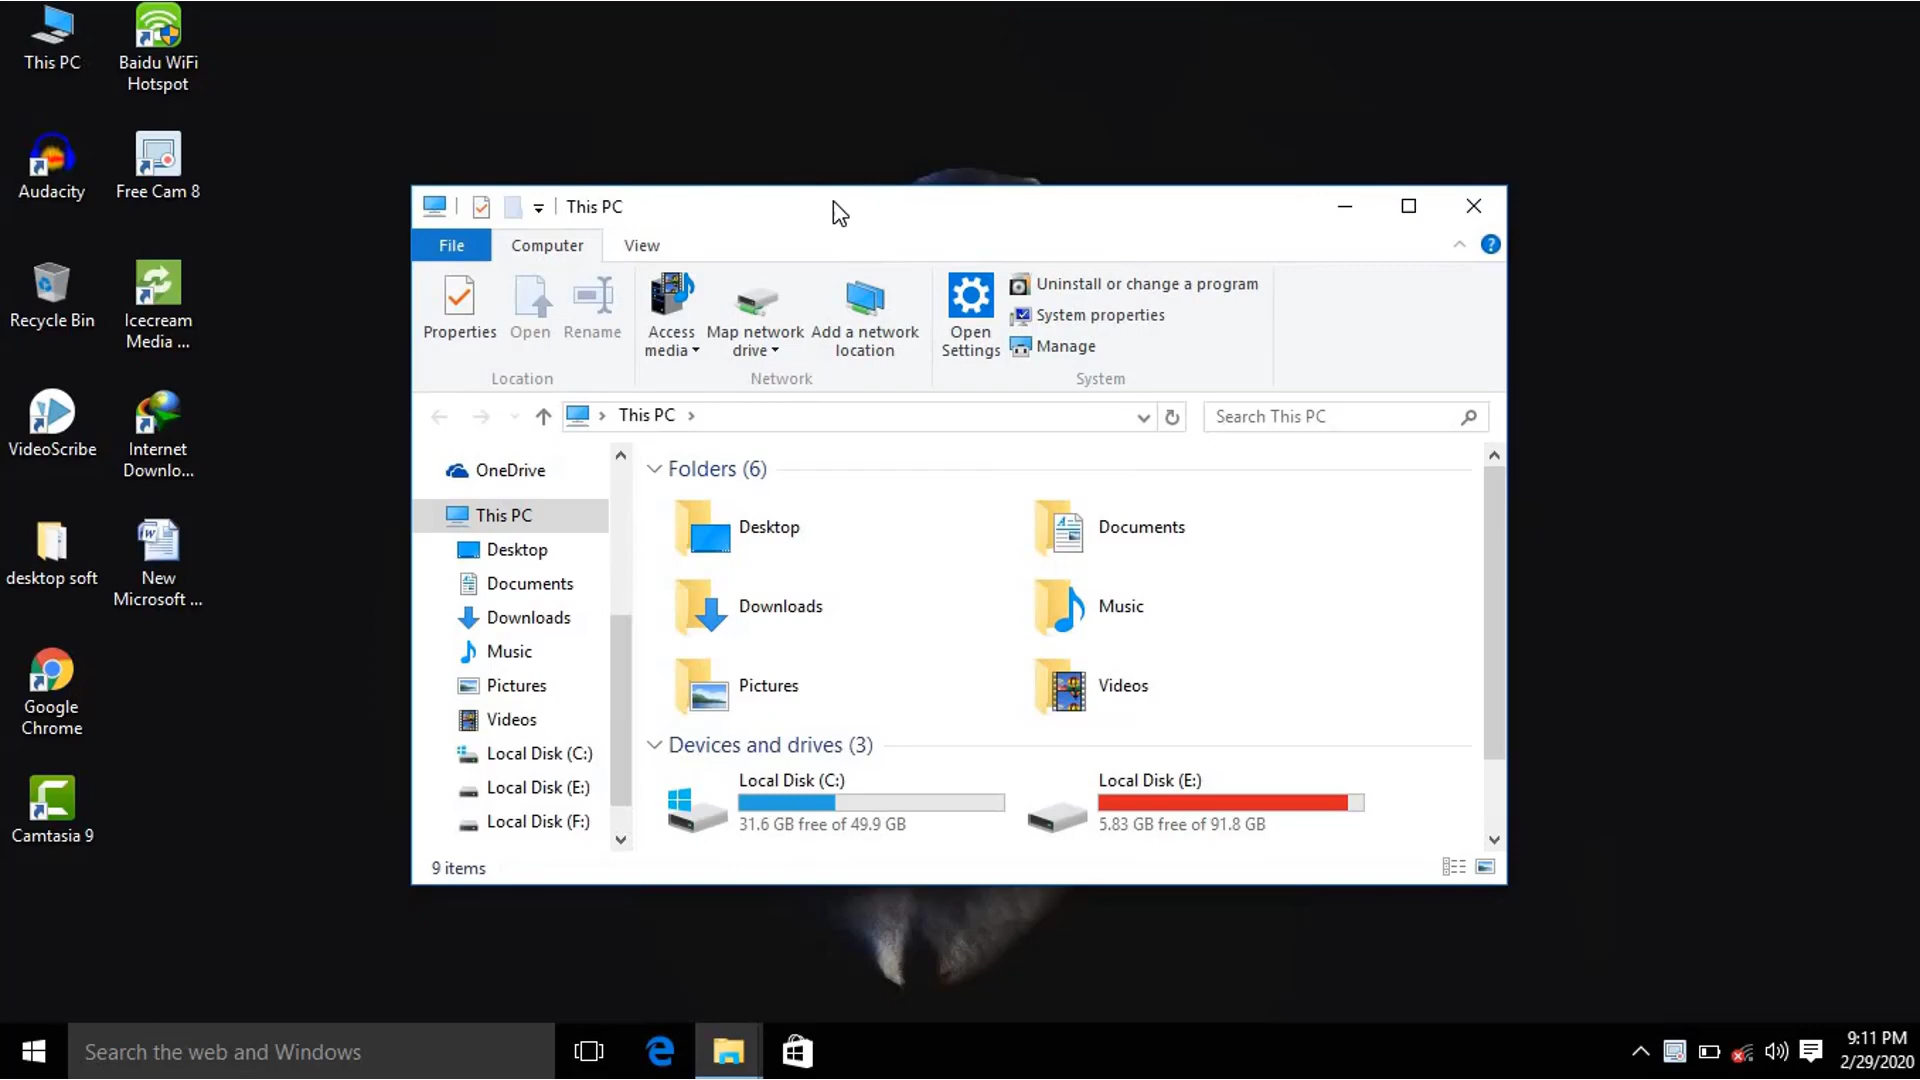 This PC
Baidu WiFi
Hotspot
Audacity
Free Cam 8
Recycle Bin
Icecream
Media ...
VideoScribe
Internet
Downlo...
desktop soft
New
Microsoft ...
Google
Chrome
Camtasia 9
This PC
File
Computer
View
Properties
Open
Rename
Access
media
Map network
drive
Add a network
location
Open
Settings
Uninstall or change a program
System properties
Manage
Location
Network
System
This PC
Search This PC
OneDrive
This PC
Desktop
Documents
Downloads
Music
Pictures
Videos
Local Disk (C:)
Local Disk (E:)
Local Disk (F:)
Folders (6)
Desktop
Documents
Downloads
Music
Pictures
Videos
Devices and drives (3)
Local Disk (C:)
31.6 GB free of 49.9 GB
Local Disk (E:)
5.83 GB free of 91.8 GB
9 items
Search the web and Windows
9:11 PM
2/29/2020